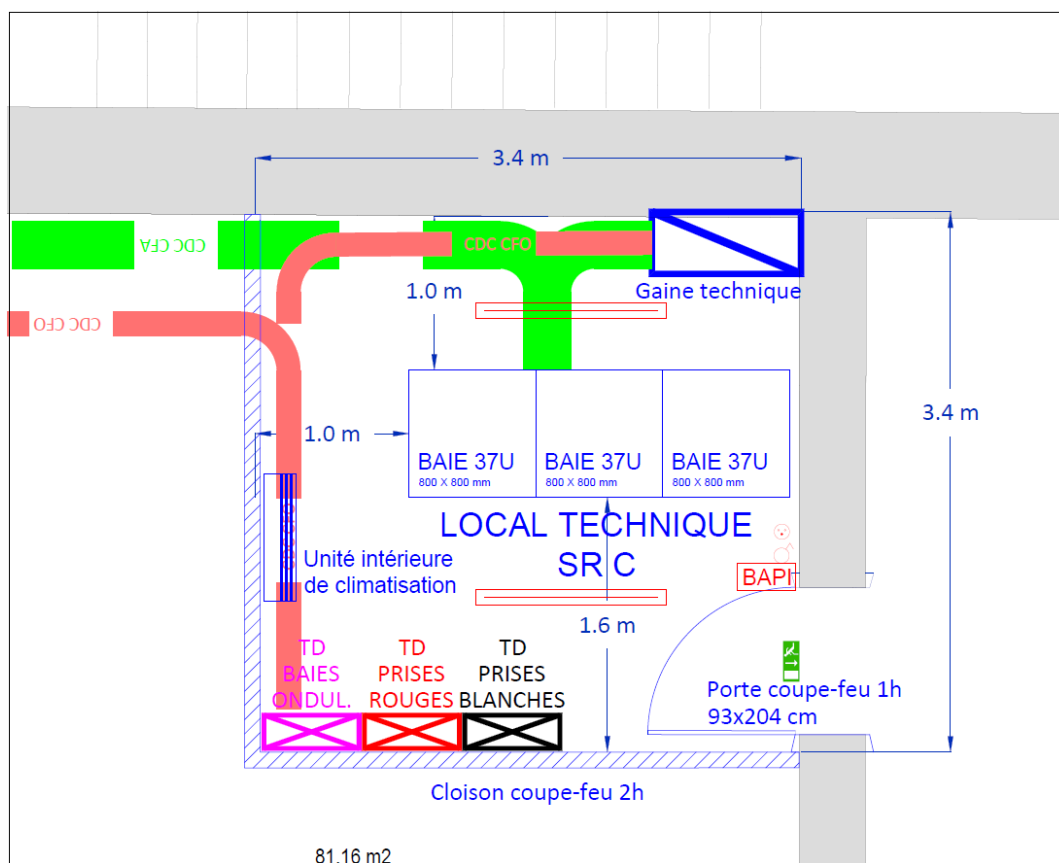 3.4 m
CDC CFA
CDC CFO
Gaine technique
1.0 m
CDC CFO
3.4 m
1.0 m
BAIE 37U
800 X 800 mm
BAIE 37U
800 X 800 mm
BAIE 37U
800 X 800 mm
LOCAL TECHNIQUE
SR C
Unité intérieure
de climatisation
BAPI
1.6 m
TD
BAIES
ONDUL.
TD
PRISES
ROUGES
TD
PRISES
BLANCHES
Porte coupe-feu 1h
93x204 cm
Cloison coupe-feu 2h
81.16 m2